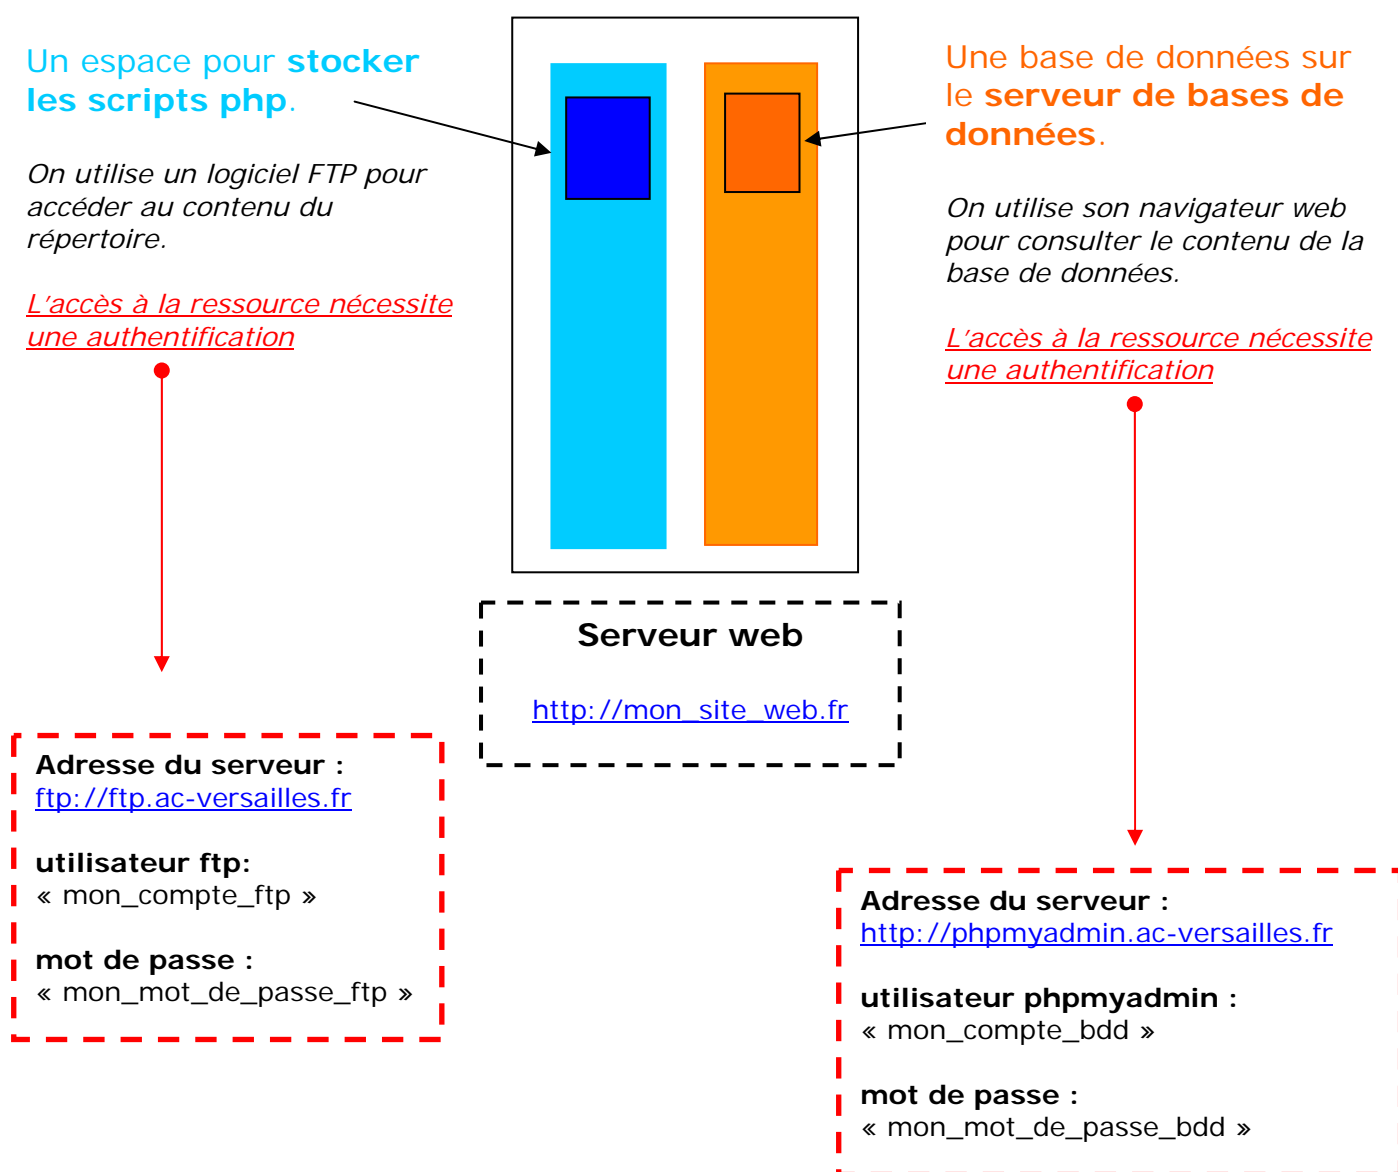 Un espace pour stocker
les scripts php.
On utilise un logiciel FTP pour
accéder au contenu du
répertoire.
L’accès à la ressource nécessite
une authentification
Une base de données sur
le serveur de bases de
données.
On utilise son navigateur web
pour consulter le contenu de la
base de données.
L’accès à la ressource nécessite
une authentification
Serveur web
http://mon_site_web.fr
Adresse du serveur :
ftp://ftp.ac-versailles.fr
utilisateur ftp:
« mon_compte_ftp »
mot de passe :
« mon_mot_de_passe_ftp »
Adresse du serveur :
http://phpmyadmin.ac-versailles.fr
utilisateur phpmyadmin :
« mon_compte_bdd »
mot de passe :
« mon_mot_de_passe_bdd »